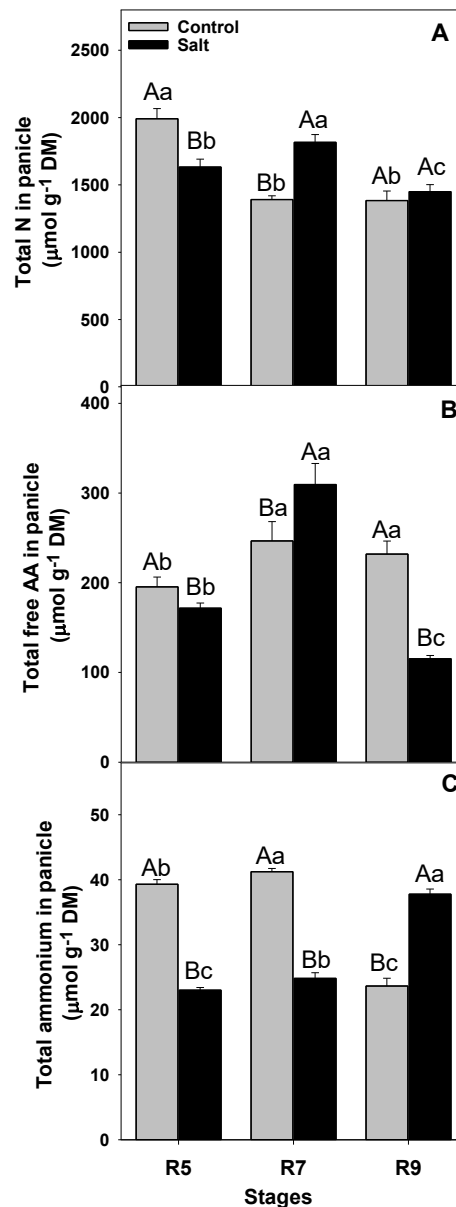 Control
Salt
A
Total N in panicle
(µmol g-1 DM)
2500
2000
1500
1000
500
0
Aa
Bb
Bb
Aa
Ab
Ac
B
Total free AA in panicle
(µmol g-1 DM)
400
300
200
100
0
Ab
Bb
Ba
Aa
Aa
Bc
C
Total ammonium in panicle
(µmol g-1 DM)
50
40
30
20
10
0
Ab
Bc
Aa
Bb
Bc
Aa
R5
R7
R9
Stages